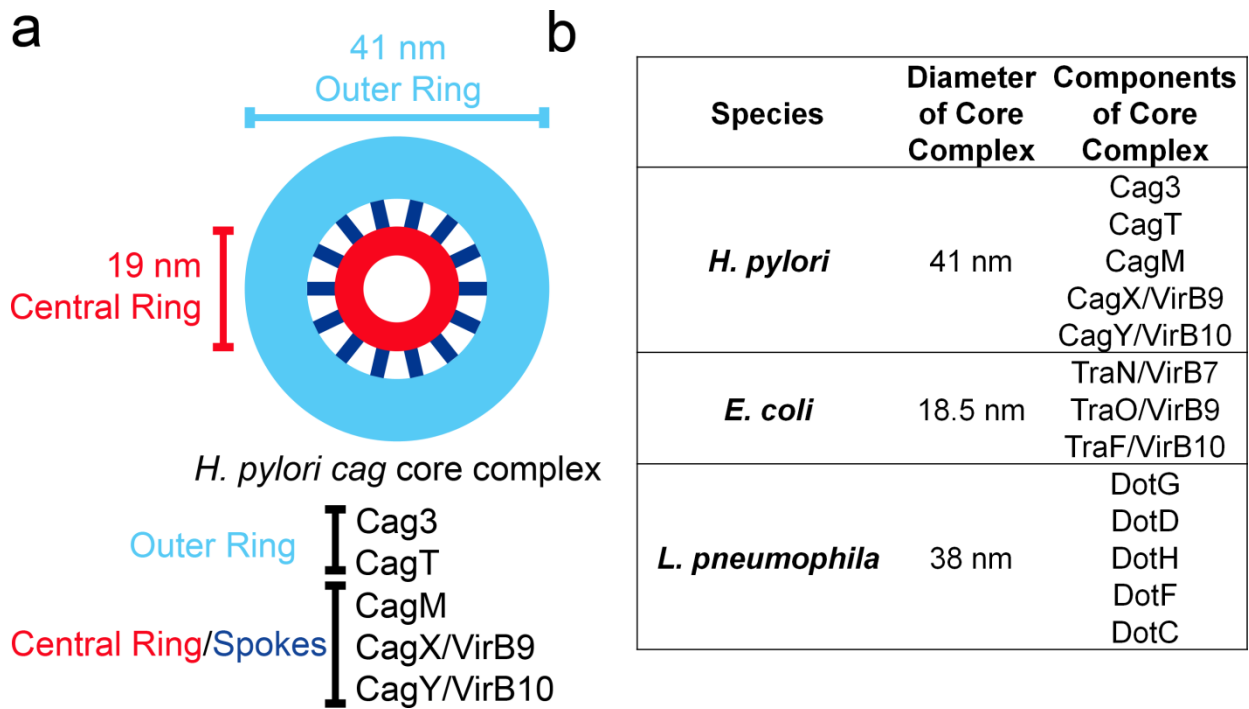 a
41 nm
Outer Ring
19 nm
Central Ring
H. pylori cag core complex
Outer Ring
Cag3
CagT
Central Ring/Spokes
CagM
CagX/VirB9
CagY/VirB10
b
Species
Diameter
of Core
Complex
Components
of Core
Complex
H. pylori
41 nm
Cag3
CagT
CagM
CagX/VirB9
CagY/VirB10
E. coli
18.5 nm
TraN/VirB7
TraO/VirB9
TraF/VirB10
L. pneumophila
38 nm
DotG
DotD
DotH
DotF
DotC